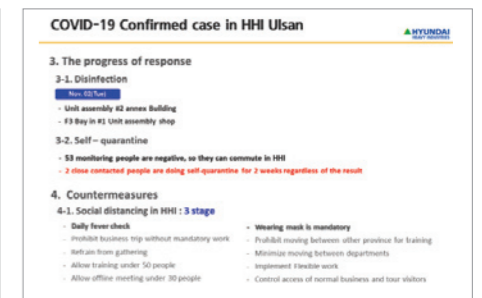 COVID-19 Confirmed case in HHI Ulsan
HYUNDAI
HEAVY INDUSTRIES
3. The progress of response
3-1. Disinfection
Nov. 02(Tue)
- Unit assembly #2 annex Building
- F3 Bay in #1 Unit assembly shop
3-2. Self – quarantine
- 53 monitoring people are negative, so they can commute in HHI
- 2 close contacted people are doing self-quarantine for 2 weeks regardless of the result
4. Countermeasures
4-1. Social distancing in HHI : 3 stage
- Daily fever check
- Prohibit business trip without mandatory work
- Refrain from gathering
- Allow training under 50 people
- Allow offline meeting under 30 people
- Wearing mask is mandatory
- Prohibit moving between other province for training
- Minimize moving between departments
- Implement Flexible work
- Control access of normal business and tour visitors